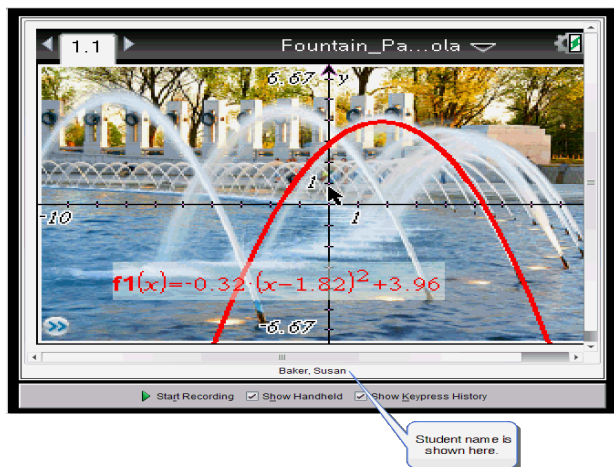 1.1
Fountain_Pa...ola
6.67 y
1
-10
1
f1(x)=-0.32·(x-1.82)²+3.96
-6.67
Baker, Susan
Start Recording Show Handheld Show Keypress History
Student name is
shown here.